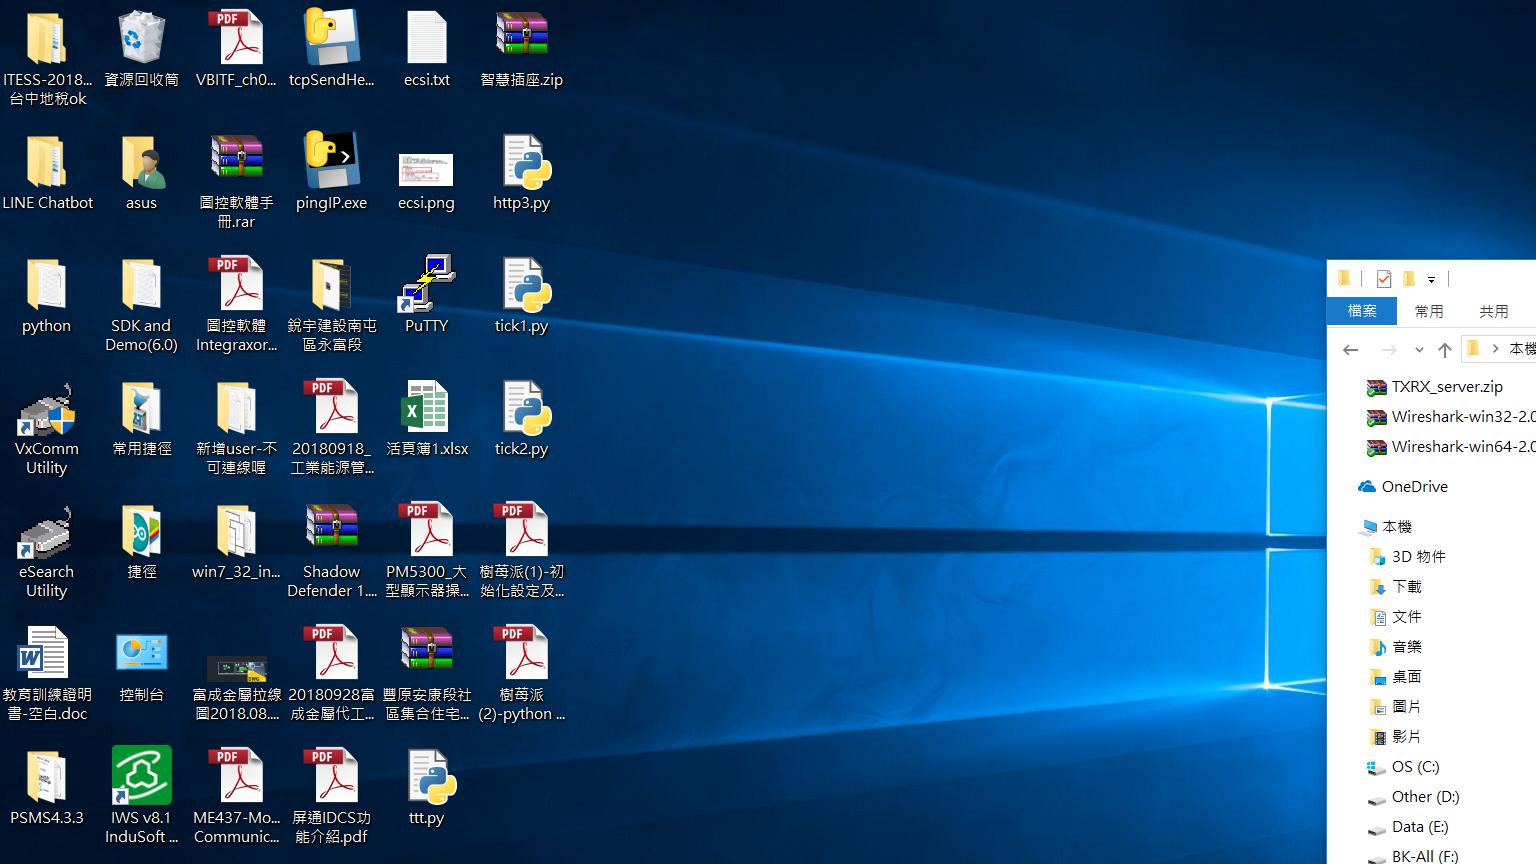 ITESS-2018...
台中地稅ok
資源回收筒
VBITF_ch0...
tcpSendHe...
ecsi.txt
智慧插座.zip
LINE Chatbot
asus
圖控軟體手
冊.rar
pingIP.exe
ecsi.png
http3.py
python
SDK and
Demo(6.0)
圖控軟體
Integraxor...
銳宇建設南屯
區永富段
PuTTY
tick1.py
VxComm
Utility
常用捷徑
新增user-不
可連線喔
20180918_
工業能源管...
活頁簿1.xlsx
tick2.py
eSearch
Utility
捷徑
win7_32_in...
Shadow
Defender 1....
PM5300_大
型顯示器操...
樹苺派(1)-初
始化設定及...
教育訓練證明
書-空白.doc
控制台
富成金屬拉線
圖2018.08....
20180928富
成金屬代工...
豐原安康段社
區集合住宅...
樹苺派
(2)-python ...
PSMS4.3.3
IWS v8.1
InduSoft ...
ME437-Mo...
Communic...
屏通IDCS功
能介紹.pdf
ttt.py
檔案
常用
共用
本機
TXRX_server.zip
Wireshark-win32-2.0
Wireshark-win64-2.0
OneDrive
本機
3D 物件
下載
文件
音樂
桌面
圖片
影片
OS (C:)
Other (D:)
Data (E:)
BK-All (F:)